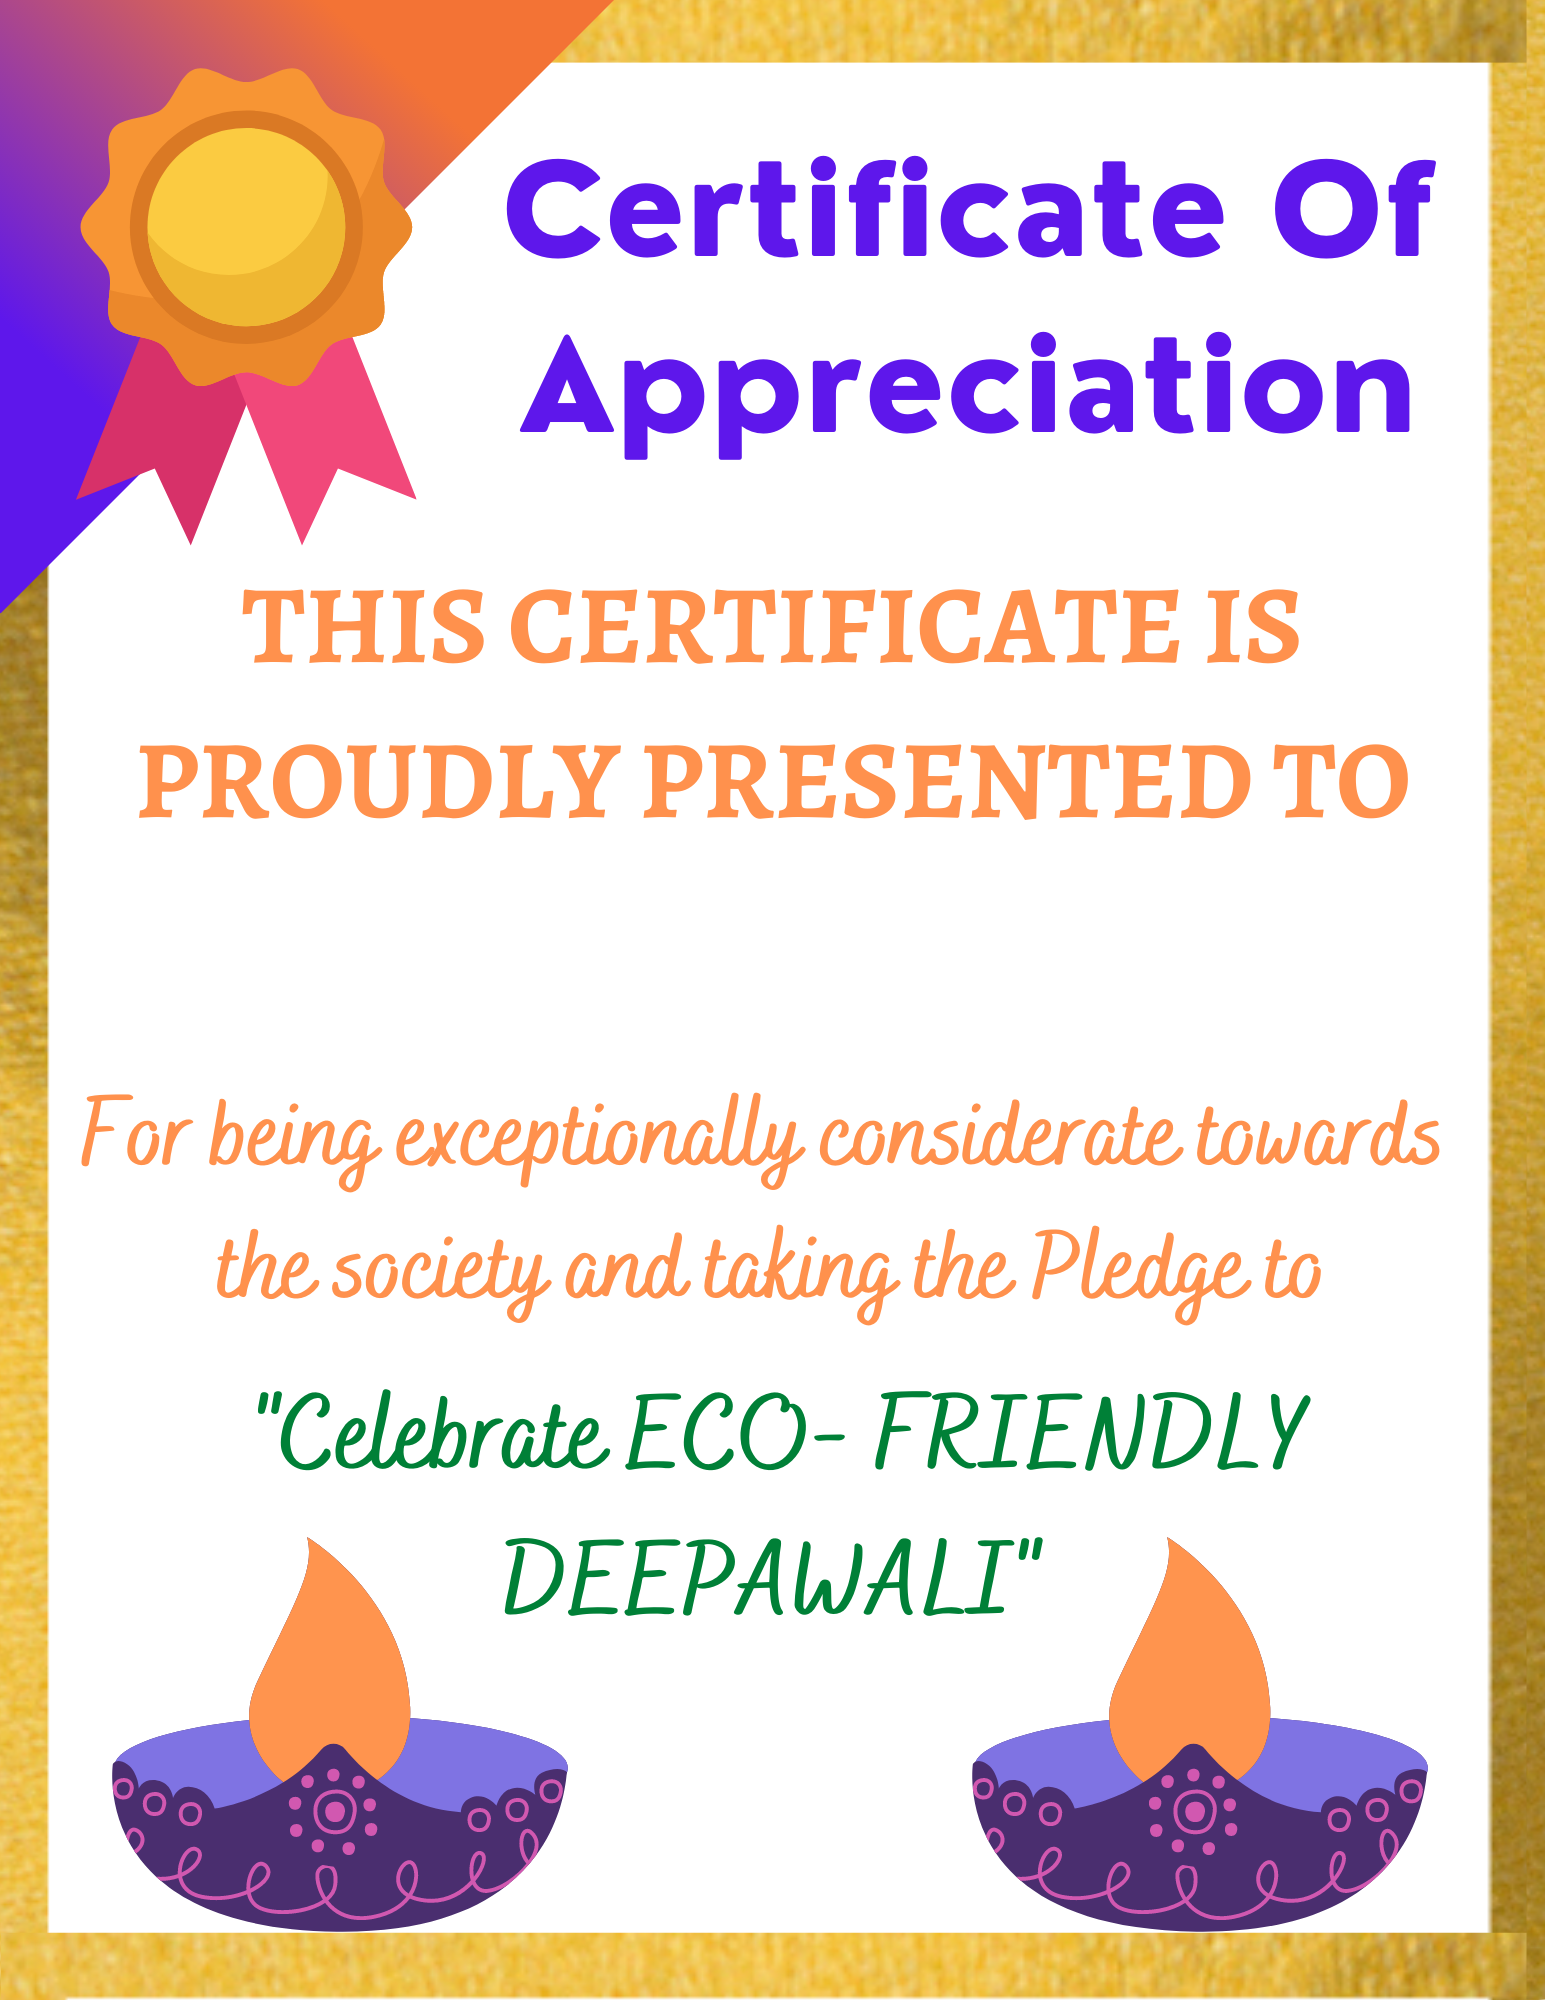 Certificate Of
Appreciation
THIS CERTIFICATE IS
PROUDLY PRESENTED TO
For being exceptionally considerate towards
the society and taking the Pledge to
"Celebrate ECO- FRIENDLY
DEEPAWALI"